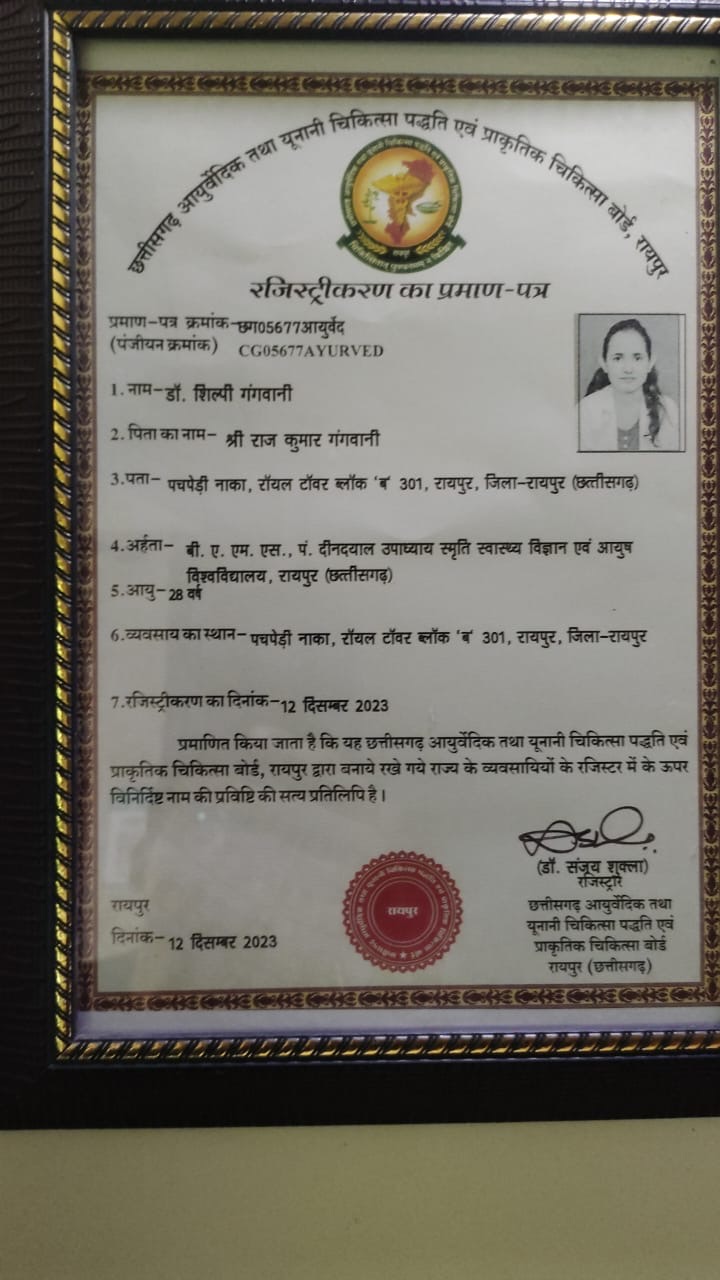 छत्तीसगढ़ आयुर्वेदिक तथा यूनानी चिकित्सा पद्धति एवं प्राकृतिक चिकित्सा बोर्ड, रायपुर
रायपुर
रजिस्ट्रीकरण का प्रमाण-पत्र
प्रमाण-पत्र क्रमांक-छग05677आयुर्वेद
(पंजीयन क्रमांक) CG05677AYURVED
1. नाम- डॉ. शिल्पी गंगवानी
2. पिता का नाम- श्री राज कुमार गंगवानी
3.पता- पचपेड़ी नाका, रॉयल टॉवर ब्लॉक 'ब' 301, रायपुर, जिला-रायपुर (छत्तीसगढ़)
4.अर्हता- बी. ए. एम. एस., पं. दीनदयाल उपाध्याय स्मृति स्वास्थ्य विज्ञान एवं आयुष
विश्वविद्यालय, रायपुर (छत्तीसगढ़)
5.आयु- 28 वर्ष
6.व्यवसाय का स्थान- पचपेड़ी नाका, रॉयल टॉवर ब्लॉक 'ब' 301, रायपुर, जिला-रायपुर
7.रजिस्ट्रीकरण का दिनांक- 12 दिसम्बर 2023
प्रमाणित किया जाता है कि यह छत्तीसगढ़ आयुर्वेदिक तथा यूनानी चिकित्सा पद्धति एवं
प्राकृतिक चिकित्सा बोर्ड, रायपुर द्वारा बनाये रखे गये राज्य के व्यवसायियों के रजिस्टर में के ऊपर
विनिर्दिष्ट नाम की प्रविष्टि की सत्य प्रतिलिपि है।
(डॉ. संजय शुक्ला)
रजिस्ट्रार
रायपुर
छत्तीसगढ़ आयुर्वेदिक तथा
यूनानी चिकित्सा पद्धति एवं
रायपुर
दिनांक- 12 दिसम्बर 2023
प्राकृतिक चिकित्सा बोर्ड
रायपुर (छत्तीसगढ़)